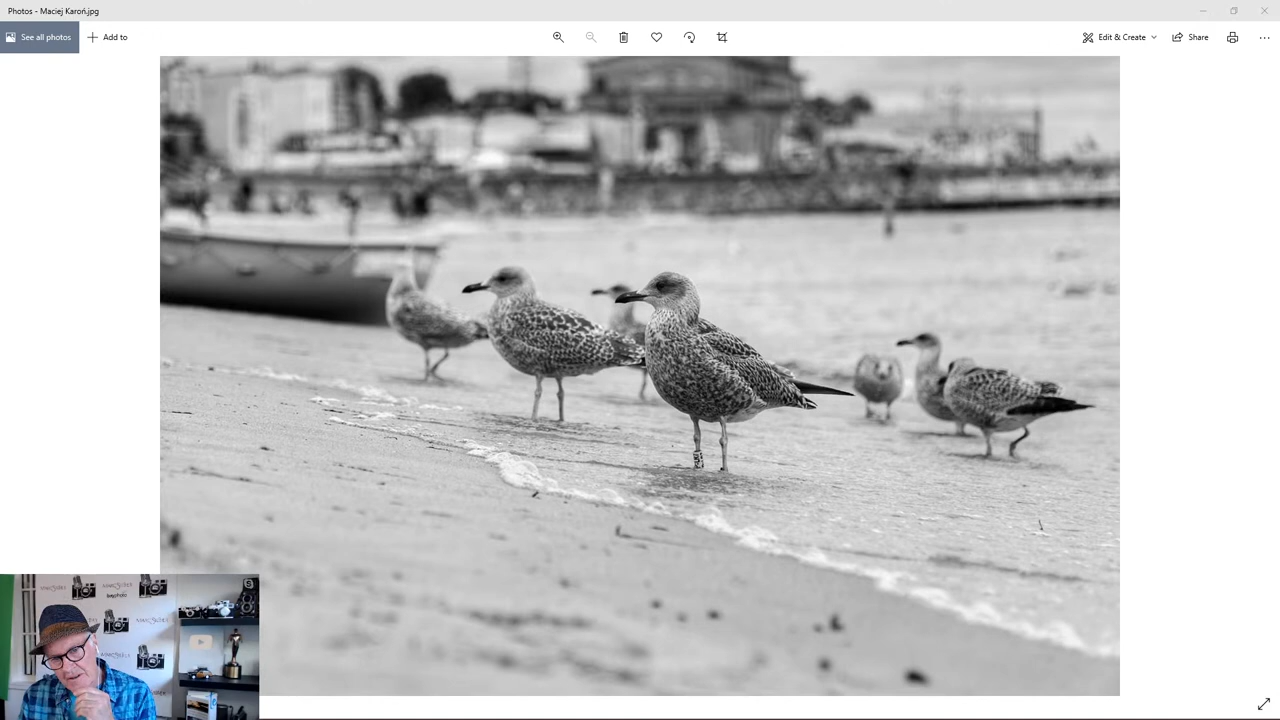 Photos - Maciej Karoń.jpg
See all photos
Add to
Edit & Create
Share